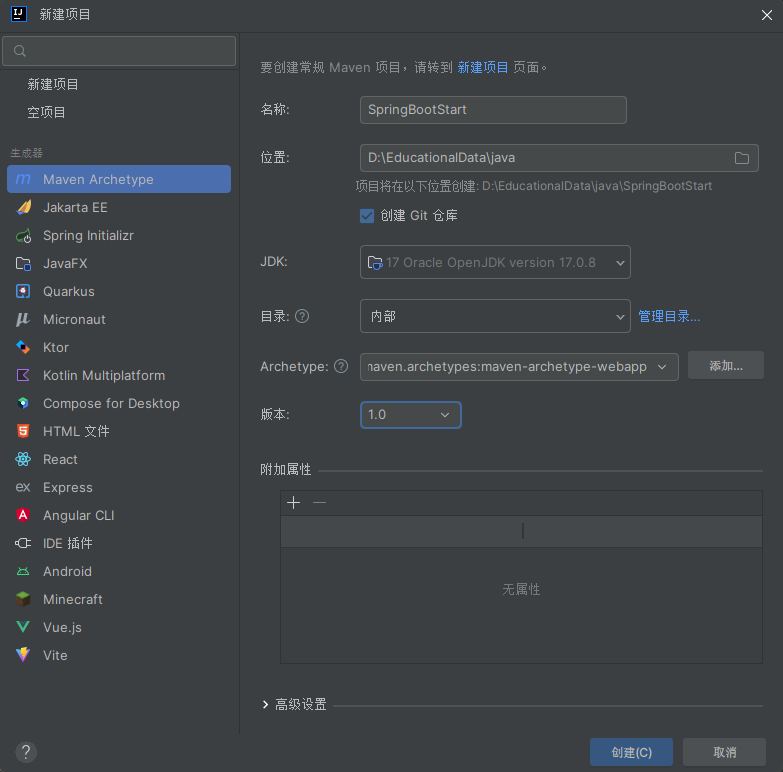 新建项目
新建项目
空项目
生成器
Maven Archetype
Jakarta EE
Spring Initializr
JavaFX
Quarkus
Micronaut
Ktor
Kotlin Multiplatform
Compose for Desktop
HTML 文件
React
Express
Angular CLI
IDE 插件
Android
Minecraft
Vue.js
Vite
要创建常规 Maven 项目，请转到 新建项目 页面。
名称: SpringBootStart
位置: D:\EducationalData\java
项目将在以下位置创建: D:\EducationalData\java\SpringBootStart
创建 Git 仓库
JDK: 17 Oracle OpenJDK version 17.0.8
目录: ? 内部 管理目录...
Archetype: ? maven.archetypes:maven-archetype-webapp 添加...
版本: 1.0
附加属性
无属性
高级设置
? 创建(C) 取消